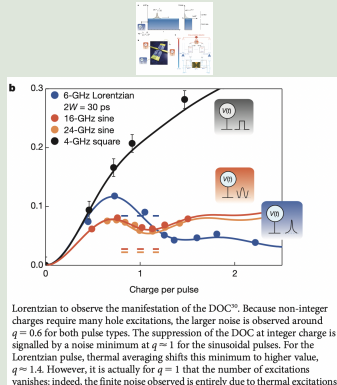 b
0.3
6-GHz Lorentzian
2W = 30 ps
16-GHz sine
24-GHz sine
4-GHz square
V(t)
0.2
V(t)
0.1
V(t)
0.0
0
1
2
Charge per pulse
Lorentzian to observe the manifestation of the DOC³⁰. Because non-integer
charges require many hole excitations, the larger noise is observed around
q = 0.6 for both pulse types. The suppression of the DOC at integer charge is
signalled by a noise minimum at q ≈ 1 for the sinusoidal pulses. For the
Lorentzian pulse, thermal averaging shifts this minimum to higher value,
q ≈ 1.4. However, it is actually for q = 1 that the number of excitations
vanishes: indeed, the finite noise observed is entirely due to thermal excitations